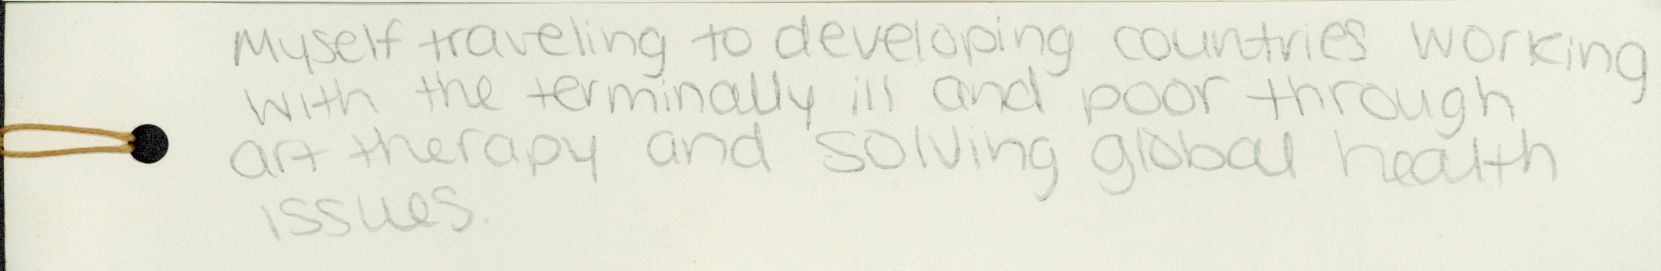 Myself traveling to developing countries working
with the terminally ill and poor through
art therapy and solving global health
issues.